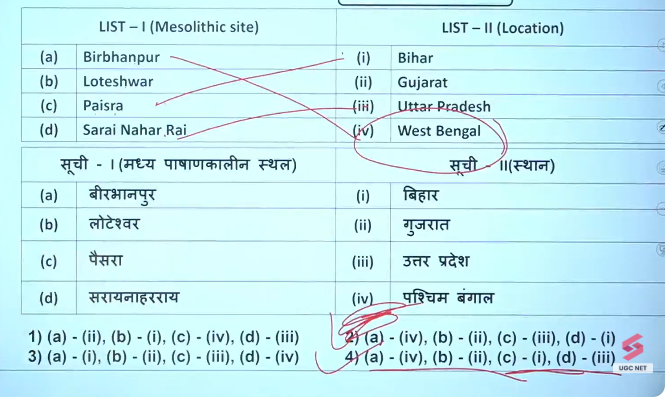 LIST – I (Mesolithic site) LIST – II (Location)
(a) Birbhanpur (i) Bihar
(b) Loteshwar (ii) Gujarat
(c) Paisra (iii) Uttar Pradesh
(d) Sarai Nahar Rai (iv) West Bengal
सूची - I (मध्य पाषाणकालीन स्थल) सूची - II(स्थान)
(a) बीरभानपुर (i) बिहार
(b) लोटेश्वर (ii) गुजरात
(c) पैसरा (iii) उत्तर प्रदेश
(d) सरायनाहरराय (iv) पश्चिम बंगाल
1) (a) - (ii), (b) - (i), (c) - (iv), (d) - (iii) 2) (a) - (iv), (b) - (ii), (c) - (iii), (d) - (i)
3) (a) - (i), (b) - (ii), (c) - (iii), (d) - (iv) 4) (a) - (iv), (b) - (ii), (c) - (i), (d) - (iii)
UGC NET